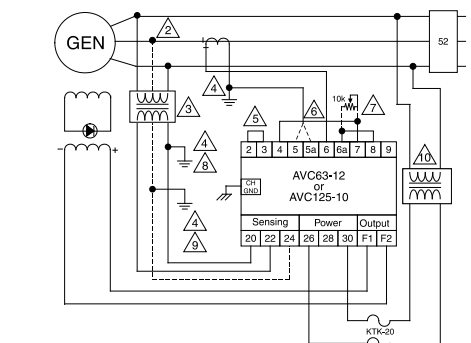 2
GEN
52
4
3
10k
7
5
6
4
8
10
2 3 4 5 5a 6 6a 7 8 9
AVC63-12
or
AVC125-10
CH
GND
4
9
Sensing Power Output
20 22 24 26 28 30 F1 F2
- +
KTK-20